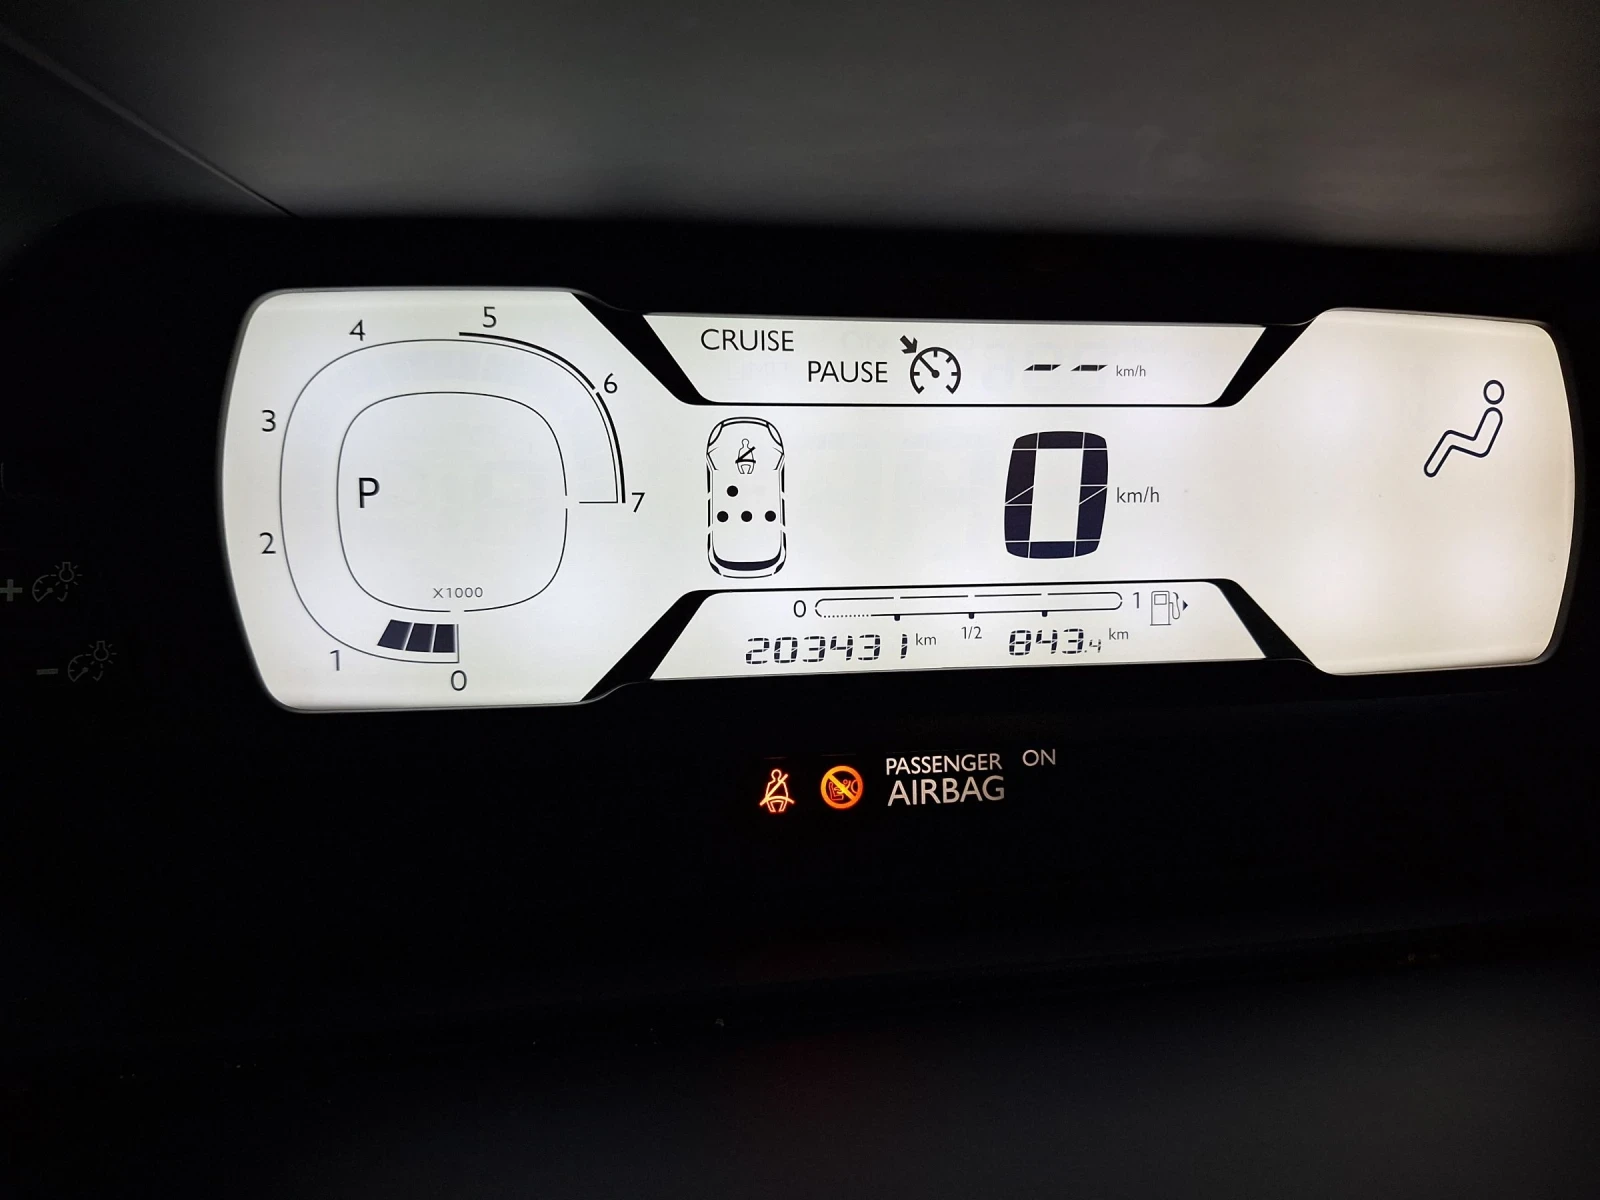 CRUISE
PAUSE
-- km/h
4
5
6
3
7
2
1
0
P
X1000
0 km/h
0
1/2
1
203431 km
843.4 km
+
-
PASSENGER ON
AIRBAG